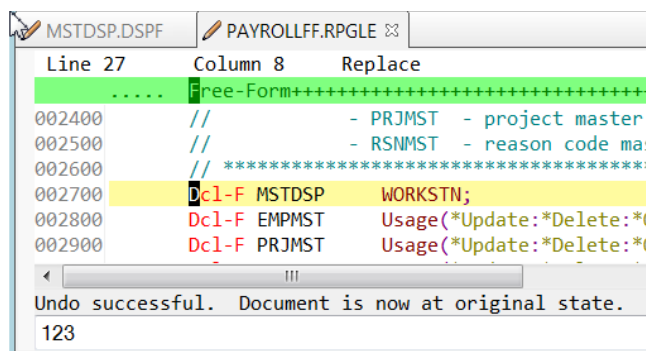 MSTDSP.DSPF PAYROLLFF.RPGLE
Line 27 Column 8 Replace
..... Free-Form++++++++++++++++++++++++++++++++
002400 // - PRJMST - project master
002500 // - RSNMST - reason code mas
002600 // **************************************
002700 Dcl-F MSTDSP WORKSTN;
002800 Dcl-F EMPMST Usage(*Update:*Delete:*
002900 Dcl-F PRJMST Usage(*Update:*Delete:*
Undo successful. Document is now at original state.
123